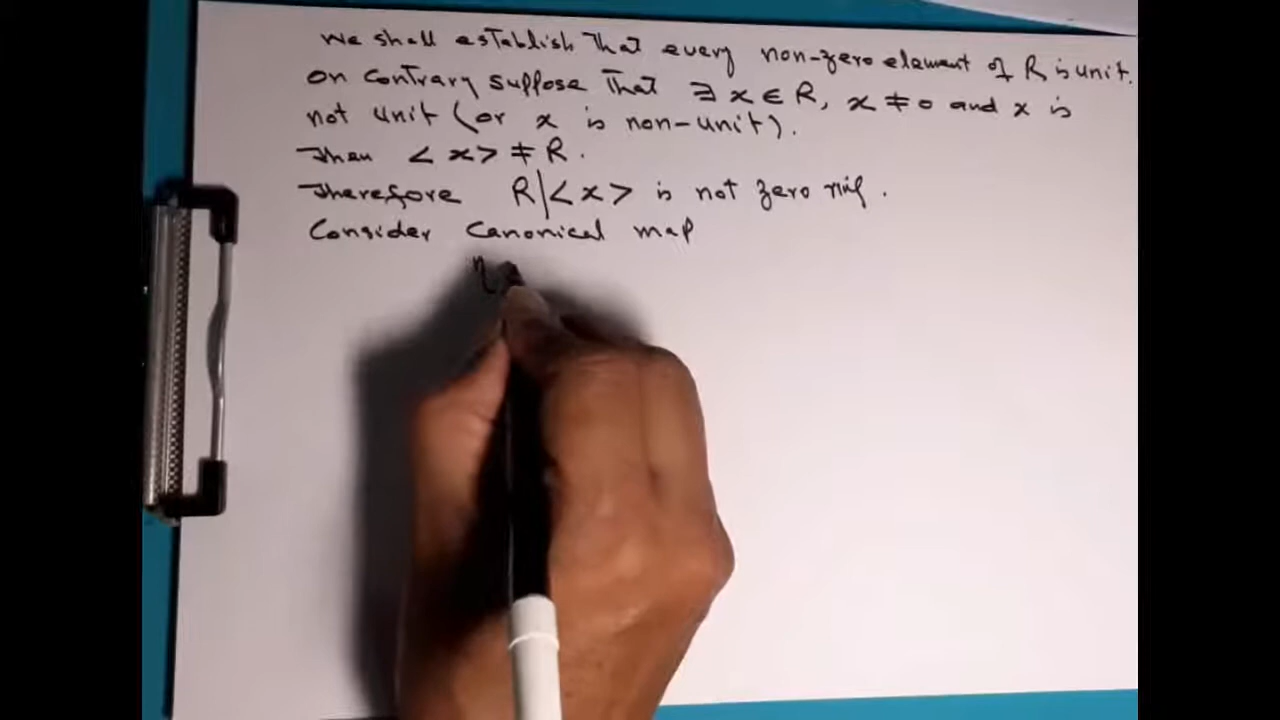 We shall establish that every non-zero element of R is unit.
On contrary suppose that ∃ x ∈ R, x ≠ 0 and x is
not unit (or x is non-unit).
Then < x > ≠ R.
Therefore R|< x > is not zero ring.
Consider Canonical map
η